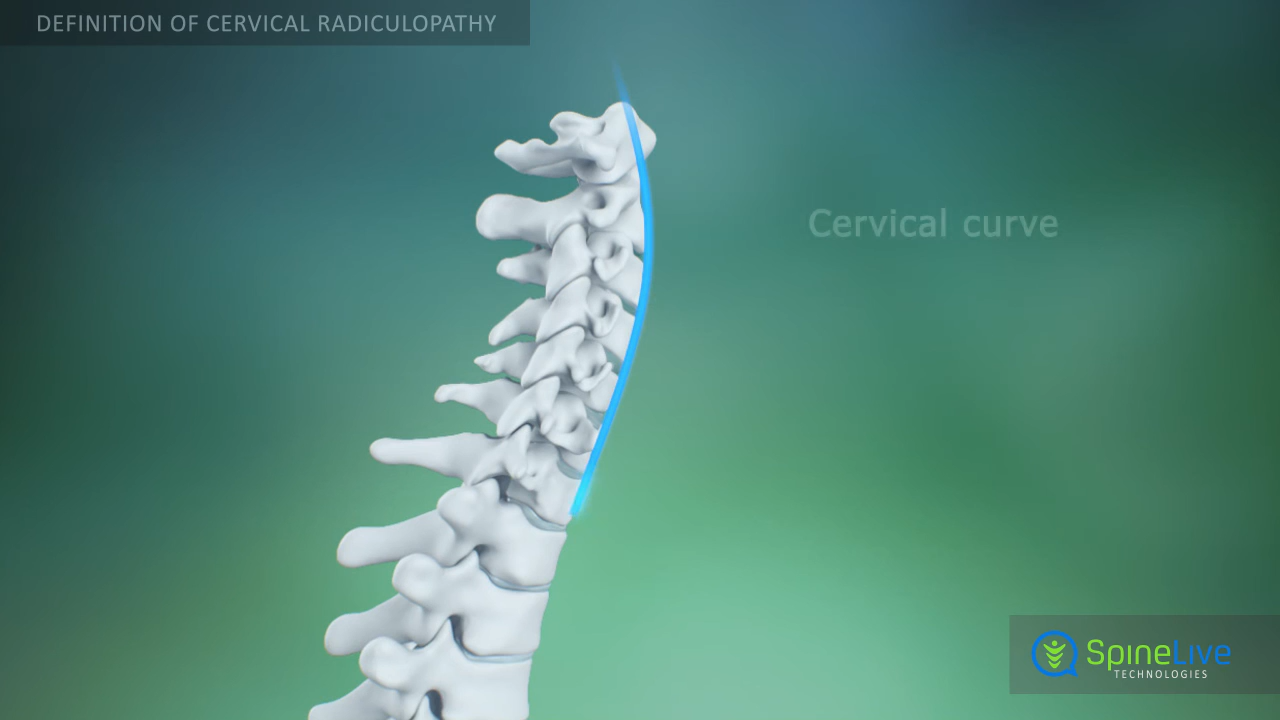 DEFINITION OF CERVICAL RADICULOPATHY
Cervical curve
SpineLive
TECHNOLOGIES